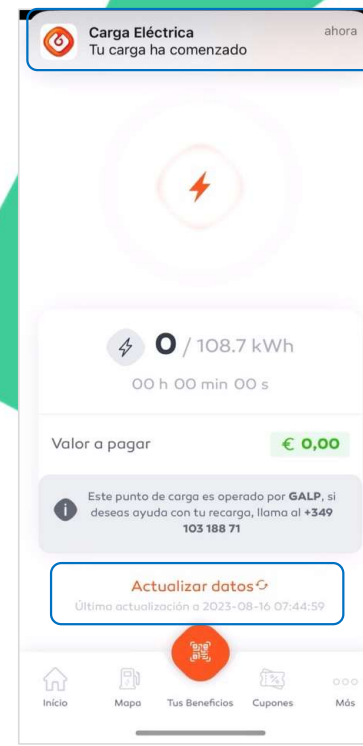 Carga Eléctrica
ahora
Tu carga ha comenzado
0 / 108.7 kWh
00 h 00 min 00 s
Valor a pagar
€ 0,00
Este punto de carga es operado por GALP, si
deseas ayuda con tu recarga, llama al +349
103 188 71
Actualizar datos
Última actualización a 2023-08-16 07:44:59
Início
Mapa
Tus Beneficios
Cupones
Más